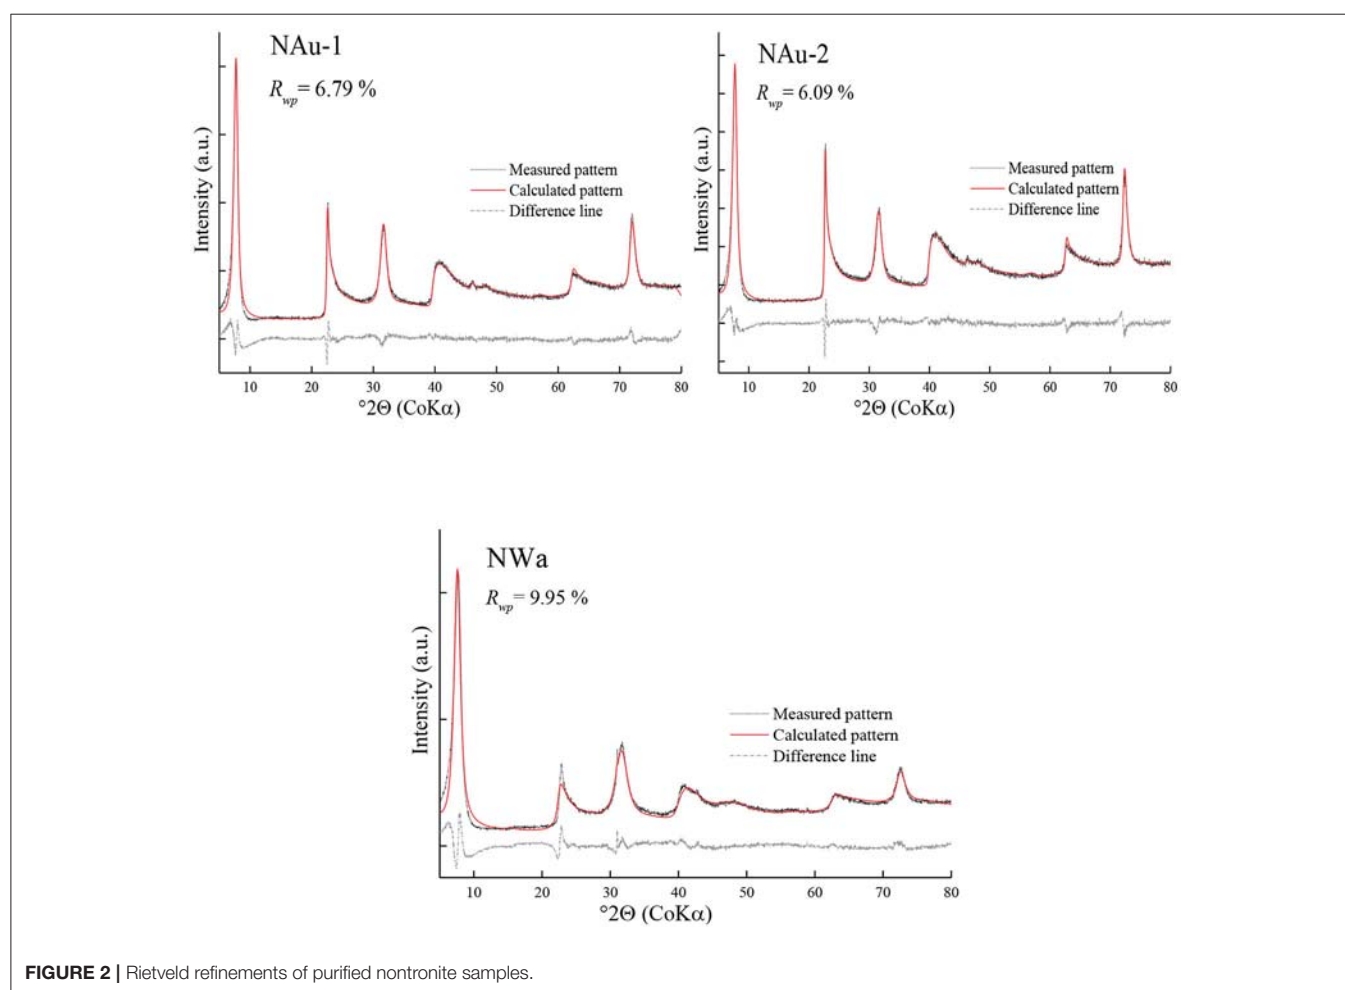 NAu-1
Rwp= 6.79 %
Intensity (a.u.)
Measured pattern
Calculated pattern
Difference line
10 20 30 40 50 60 70 80
°2Θ (CoKα)
NAu-2
Rwp= 6.09 %
Intensity (a.u.)
Measured pattern
Calculated pattern
Difference line
10 20 30 40 50 60 70 80
°2Θ (CoKα)
NWa
Rwp= 9.95 %
Intensity (a.u.)
Measured pattern
Calculated pattern
Difference line
10 20 30 40 50 60 70 80
°2Θ (CoKα)
FIGURE 2 | Rietveld refinements of purified nontronite samples.